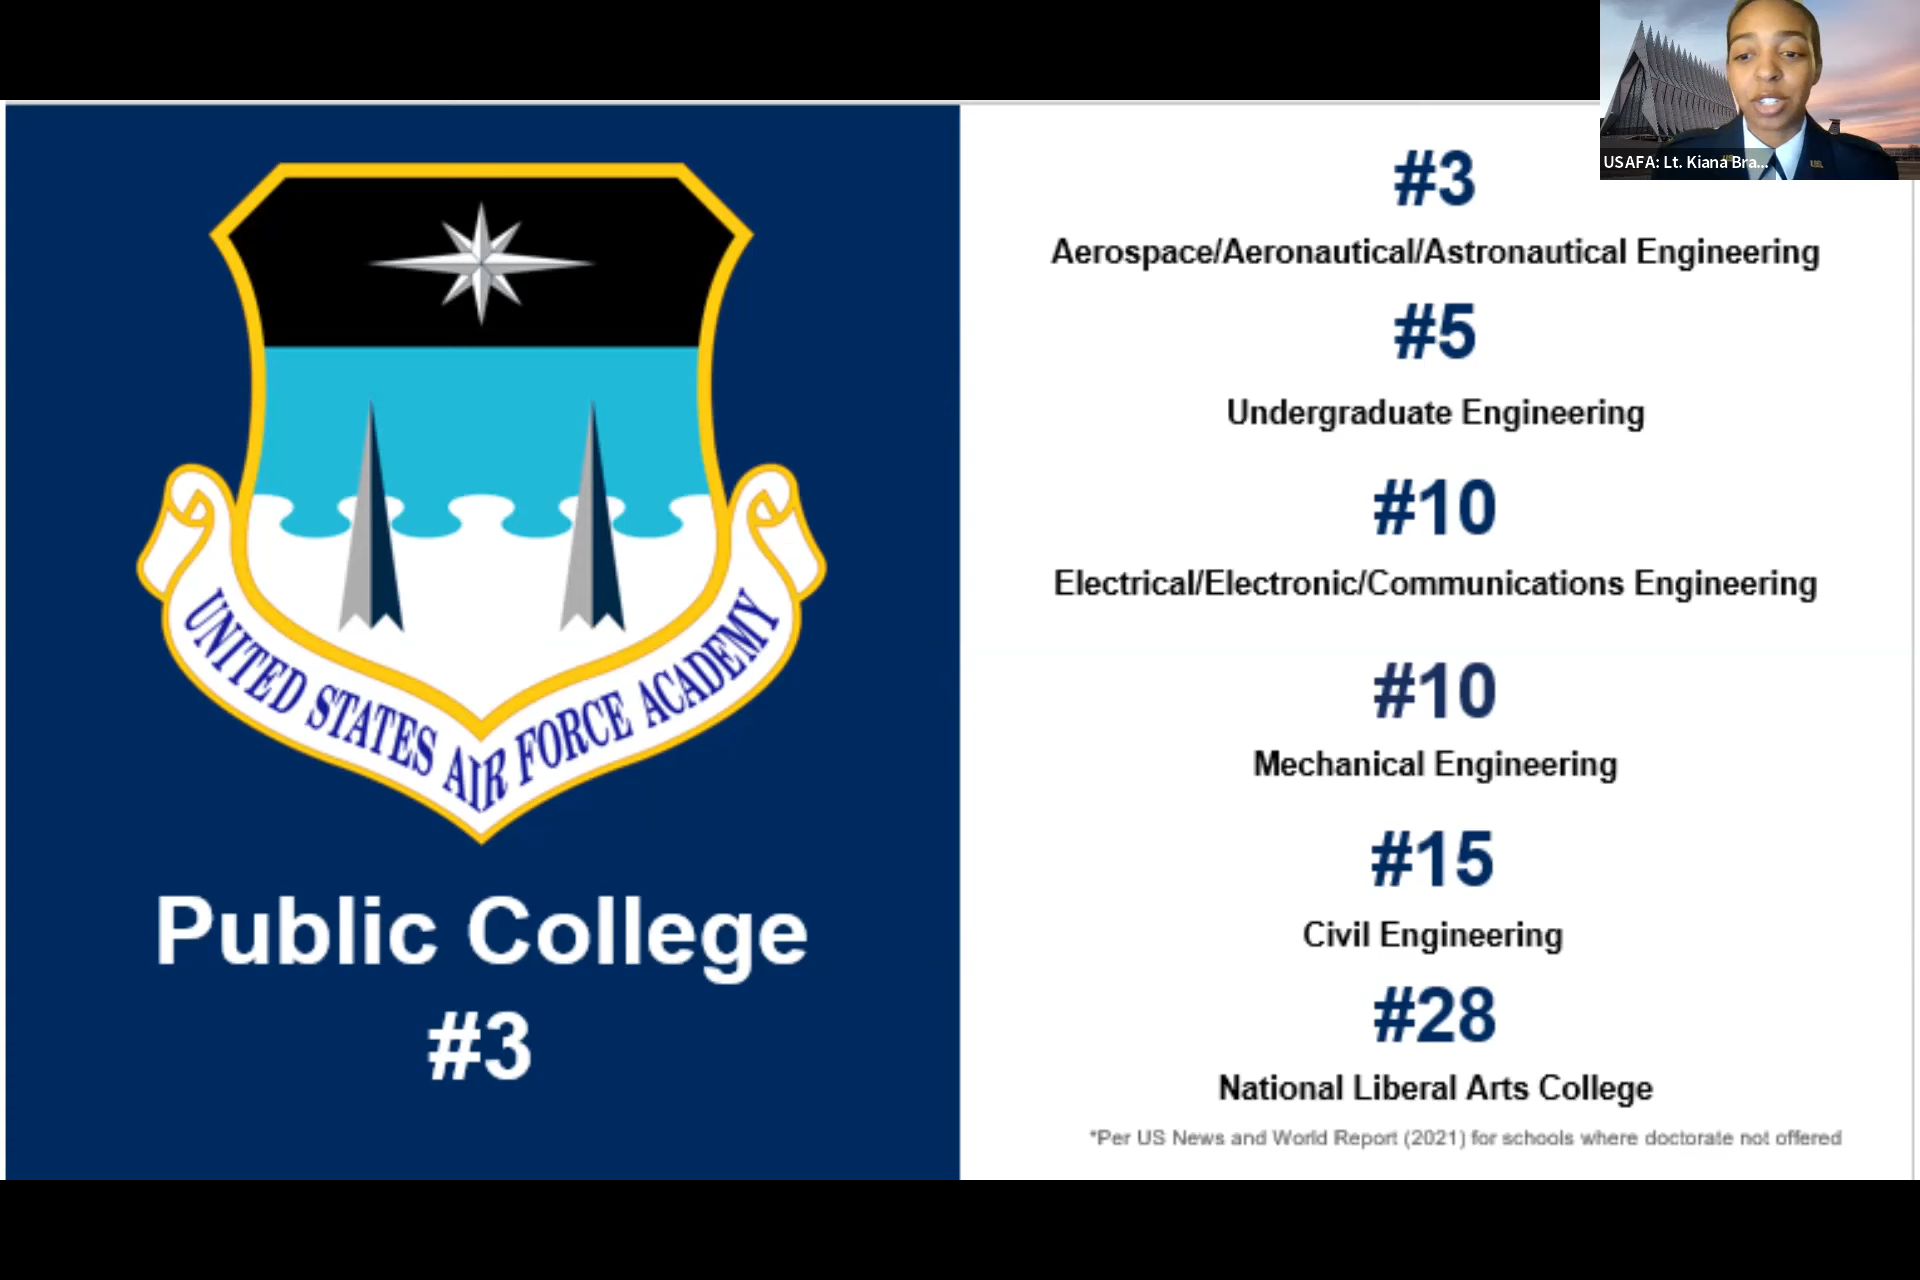 USAFA: Lt. Kiana Bra...
UNITED STATES AIR FORCE ACADEMY
Public College
#3
#3
Aerospace/Aeronautical/Astronautical Engineering
#5
Undergraduate Engineering
#10
Electrical/Electronic/Communications Engineering
#10
Mechanical Engineering
#15
Civil Engineering
#28
National Liberal Arts College
*Per US News and World Report (2021) for schools where doctorate not offered